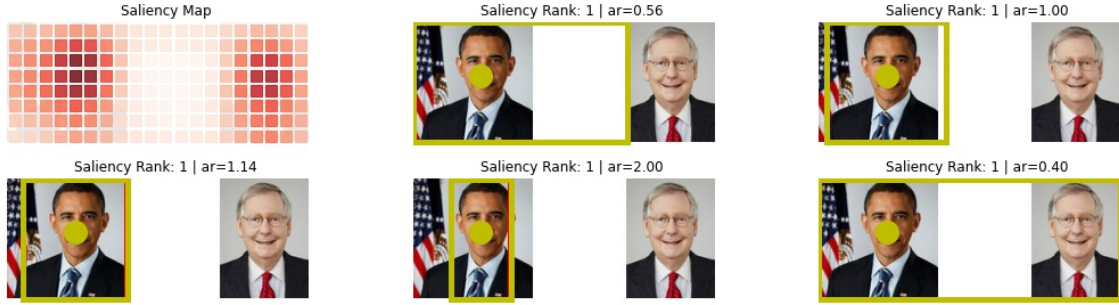 Saliency Map
Saliency Rank: 1 | ar=0.56
Saliency Rank: 1 | ar=1.00
Saliency Rank: 1 | ar=1.14
Saliency Rank: 1 | ar=2.00
Saliency Rank: 1 | ar=0.40